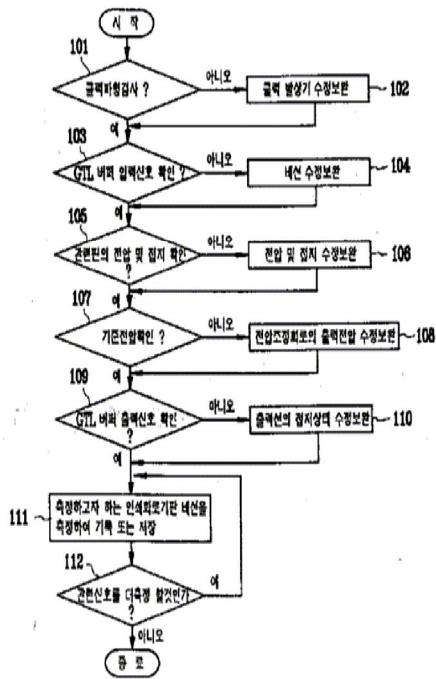 시 작
101
클럭파형검사 ?
아니오
클럭 발생기 수정보완
102
예
103
GTL 버퍼 입력신호 확인 ?
아니오
네선 수정보완
104
예
105
관련핀의 전압 및 접지 확인
?
아니오
전압 및 접지 수정보완
106
예
107
기준전압확인 ?
아니오
전압조정회로의 출력전압 수정보완
108
예
109
GTL 버퍼 출력신호 확인
?
아니오
출력선의 접지상태 수정보완
110
예
111
측정하고자 하는 인쇄회로기판 네선을
측정하여 기록 또는 저장
112
관련신호를 더측정 할것인가
?
예
아니오
종 료